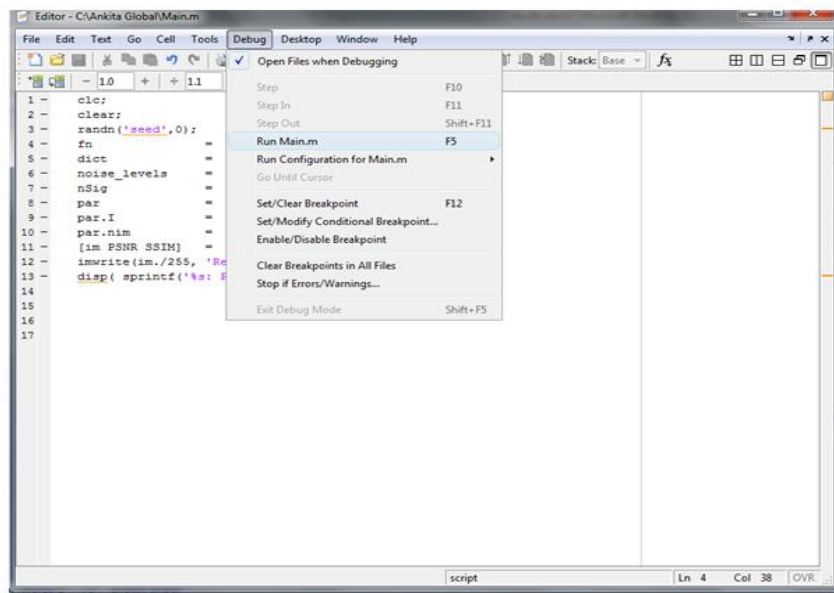 Editor - C:\Ankita Global\Main.m
File Edit Text Go Cell Tools Debug Desktop Window Help
Stack: Base fx
- 1.0 + ÷ 1.1
✓ Open Files when Debugging
Step F10
Step In F11
Step Out Shift+F11
Run Main.m F5
Run Configuration for Main.m
Go Until Cursor
Set/Clear Breakpoint F12
Set/Modify Conditional Breakpoint...
Enable/Disable Breakpoint
Clear Breakpoints in All Files
Stop if Errors/Warnings...
Exit Debug Mode Shift+F5
1 - clc;
2 - clear;
3 - randn('seed',0);
4 - fn =
5 - dict =
6 - noise_levels =
7 - nSig =
8 - par =
9 - par.I =
10 - par.nim =
11 - [im PSNR SSIM] =
12 - imwrite(im./255, 'Re
13 - disp( sprintf('%s:
14
15
16
17
script Ln 4 Col 38 OVR